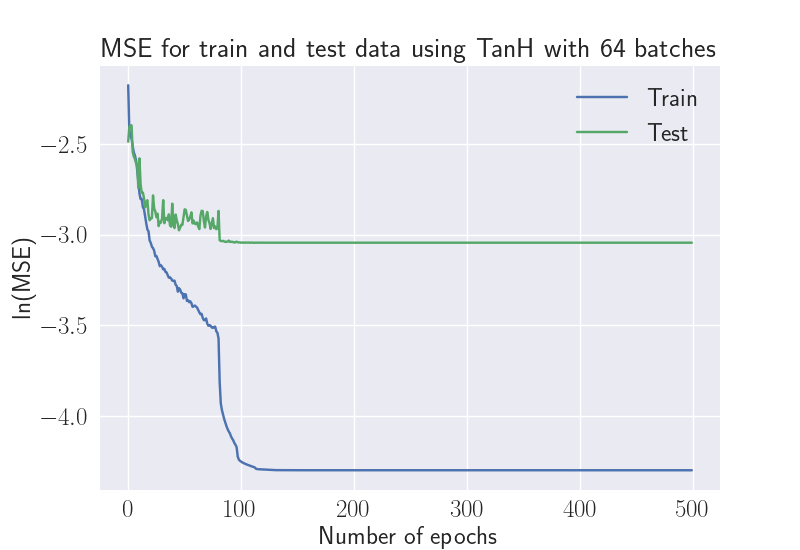 MSE for train and test data using TanH with 64 batches
Train
Test
ln(MSE)
−2.5
−3.0
−3.5
−4.0
0 100 200 300 400 500
Number of epochs